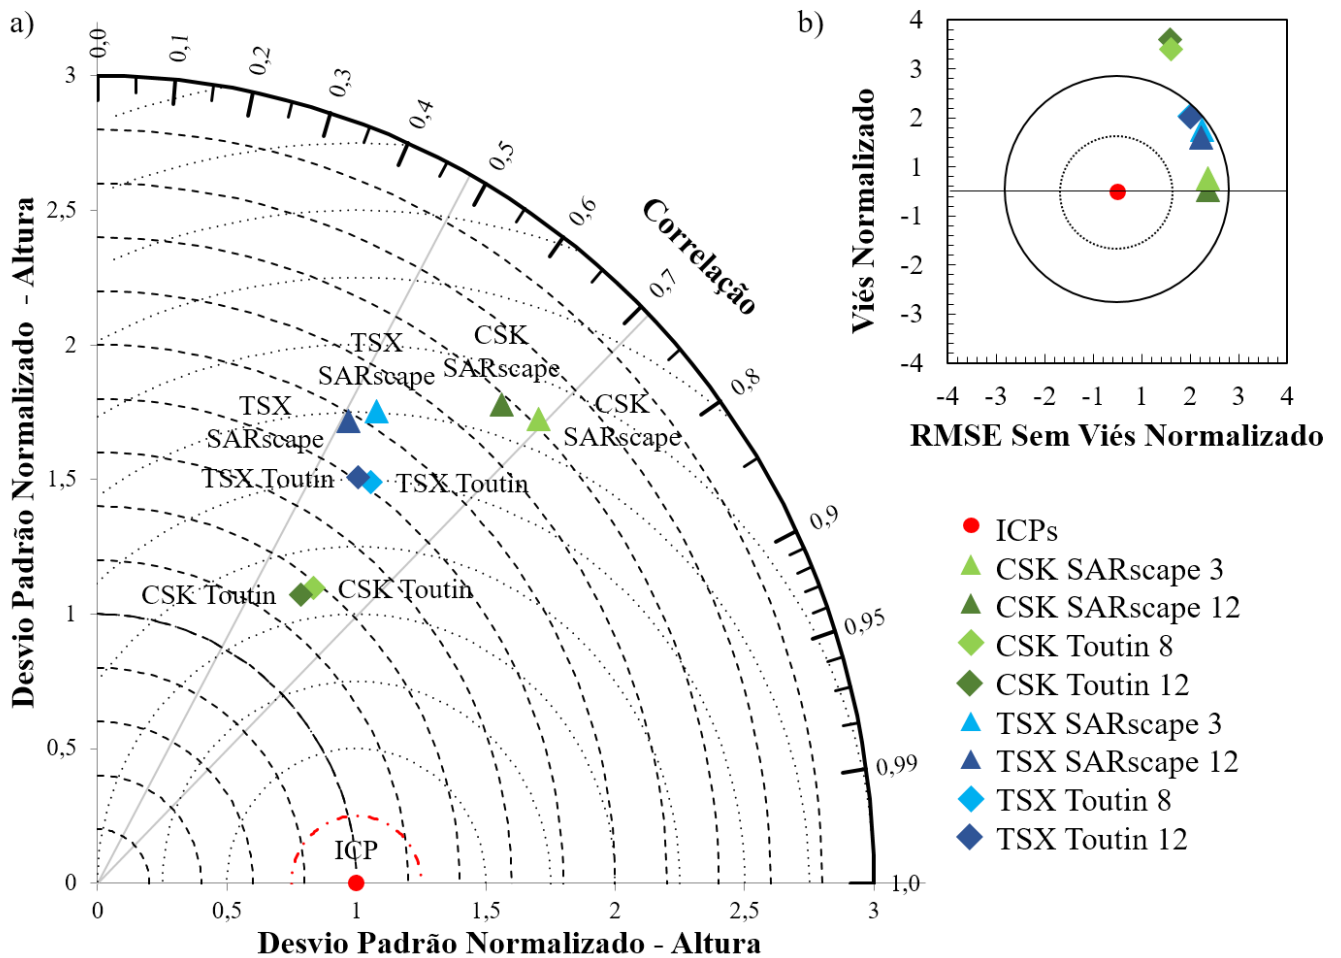 a)
0,0
0,1
0,2
0,3
0,4
0,5
0,6
0,7
0,8
0,9
0,95
0,99
1,0
Correlação
Desvio Padrão Normalizado - Altura
3
2,5
2
1,5
1
0,5
0
TSX
SARscape
CSK
SARscape
TSX
SARscape
CSK
SARscape
TSX Toutin
TSX Toutin
CSK Toutin
CSK Toutin
ICP
0
0,5
1
1,5
2
2,5
3
Desvio Padrão Normalizado - Altura
b)
Viés Normalizado
4
3
2
1
-1
-2
-3
-4
-4
-2
-1
1
2
3
4
RMSE Sem Viés Normalizado
ICPs
CSK SARscape 3
CSK SARscape 12
CSK Toutin 8
CSK Toutin 12
TSX SARscape 3
TSX SARscape 12
TSX Toutin 8
TSX Toutin 12